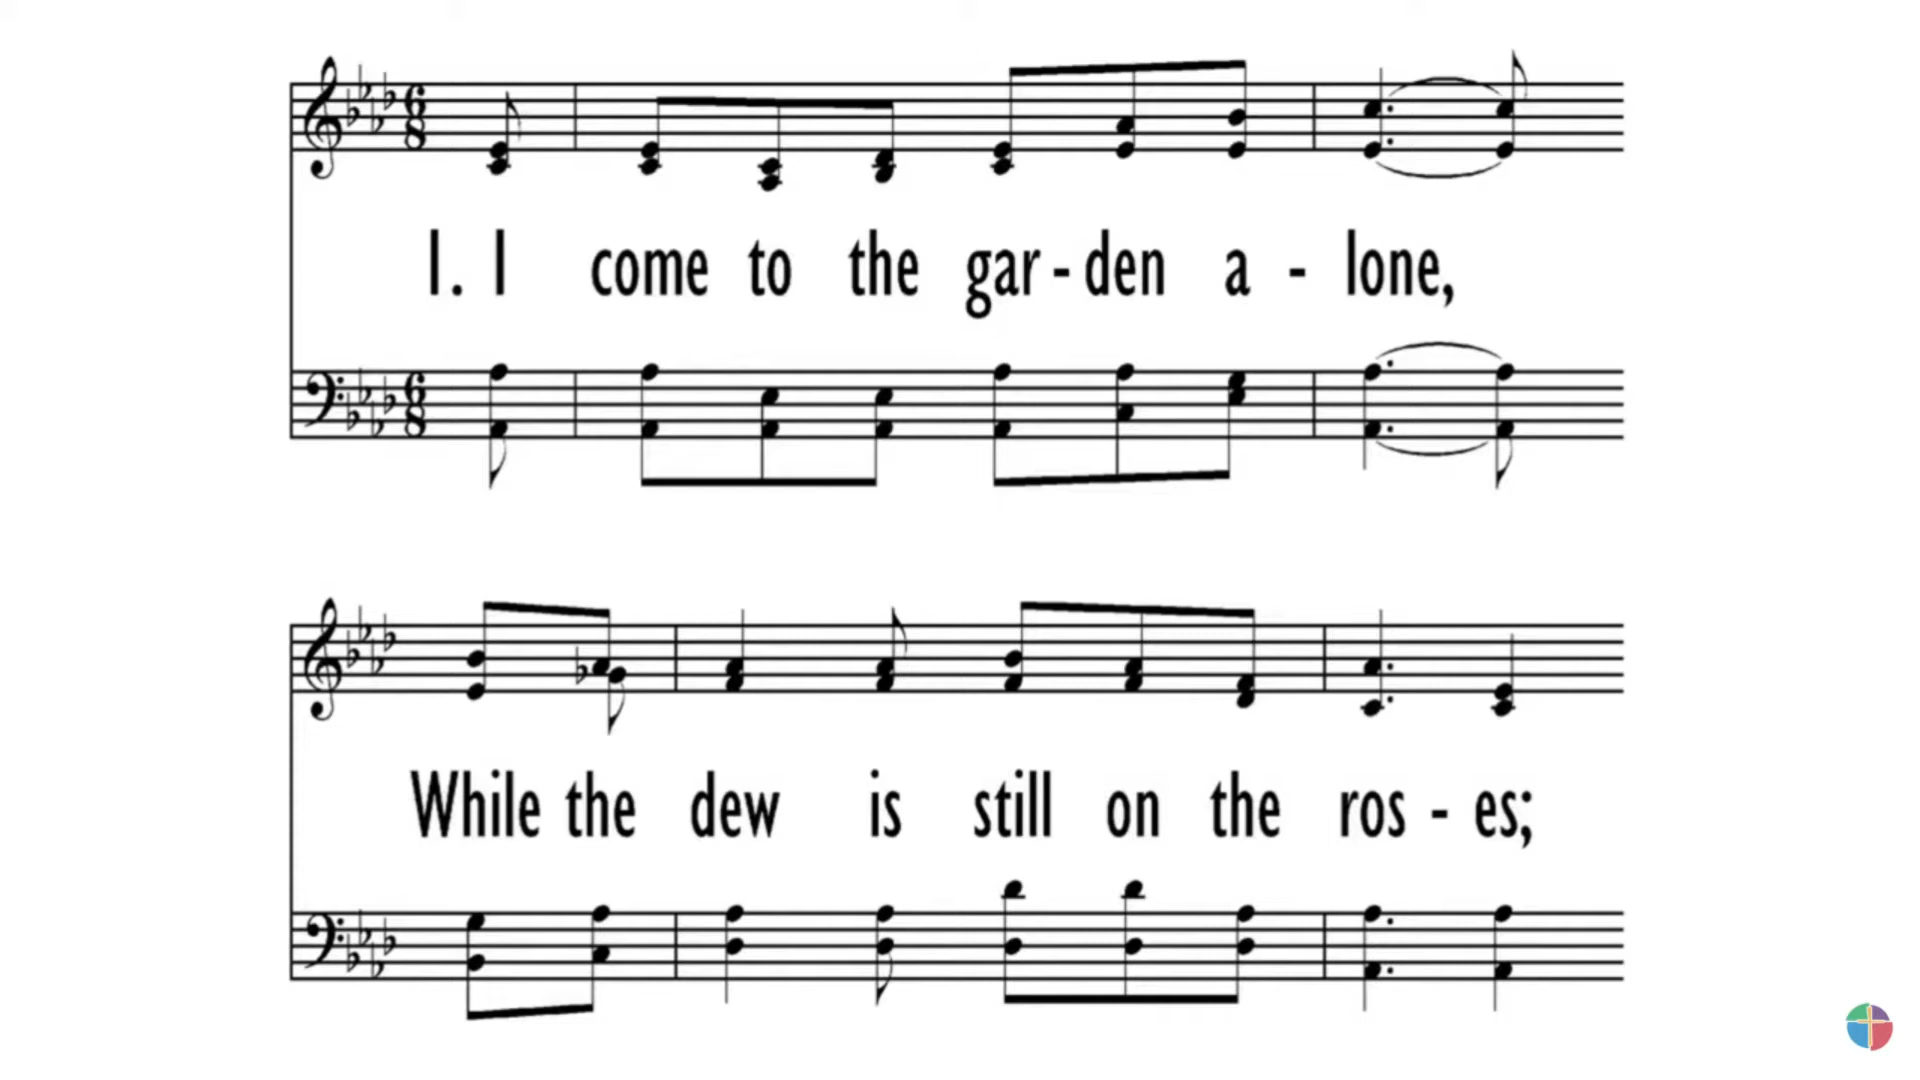 1. I come to the gar - den a - lone,
While the dew is still on the ros - es;